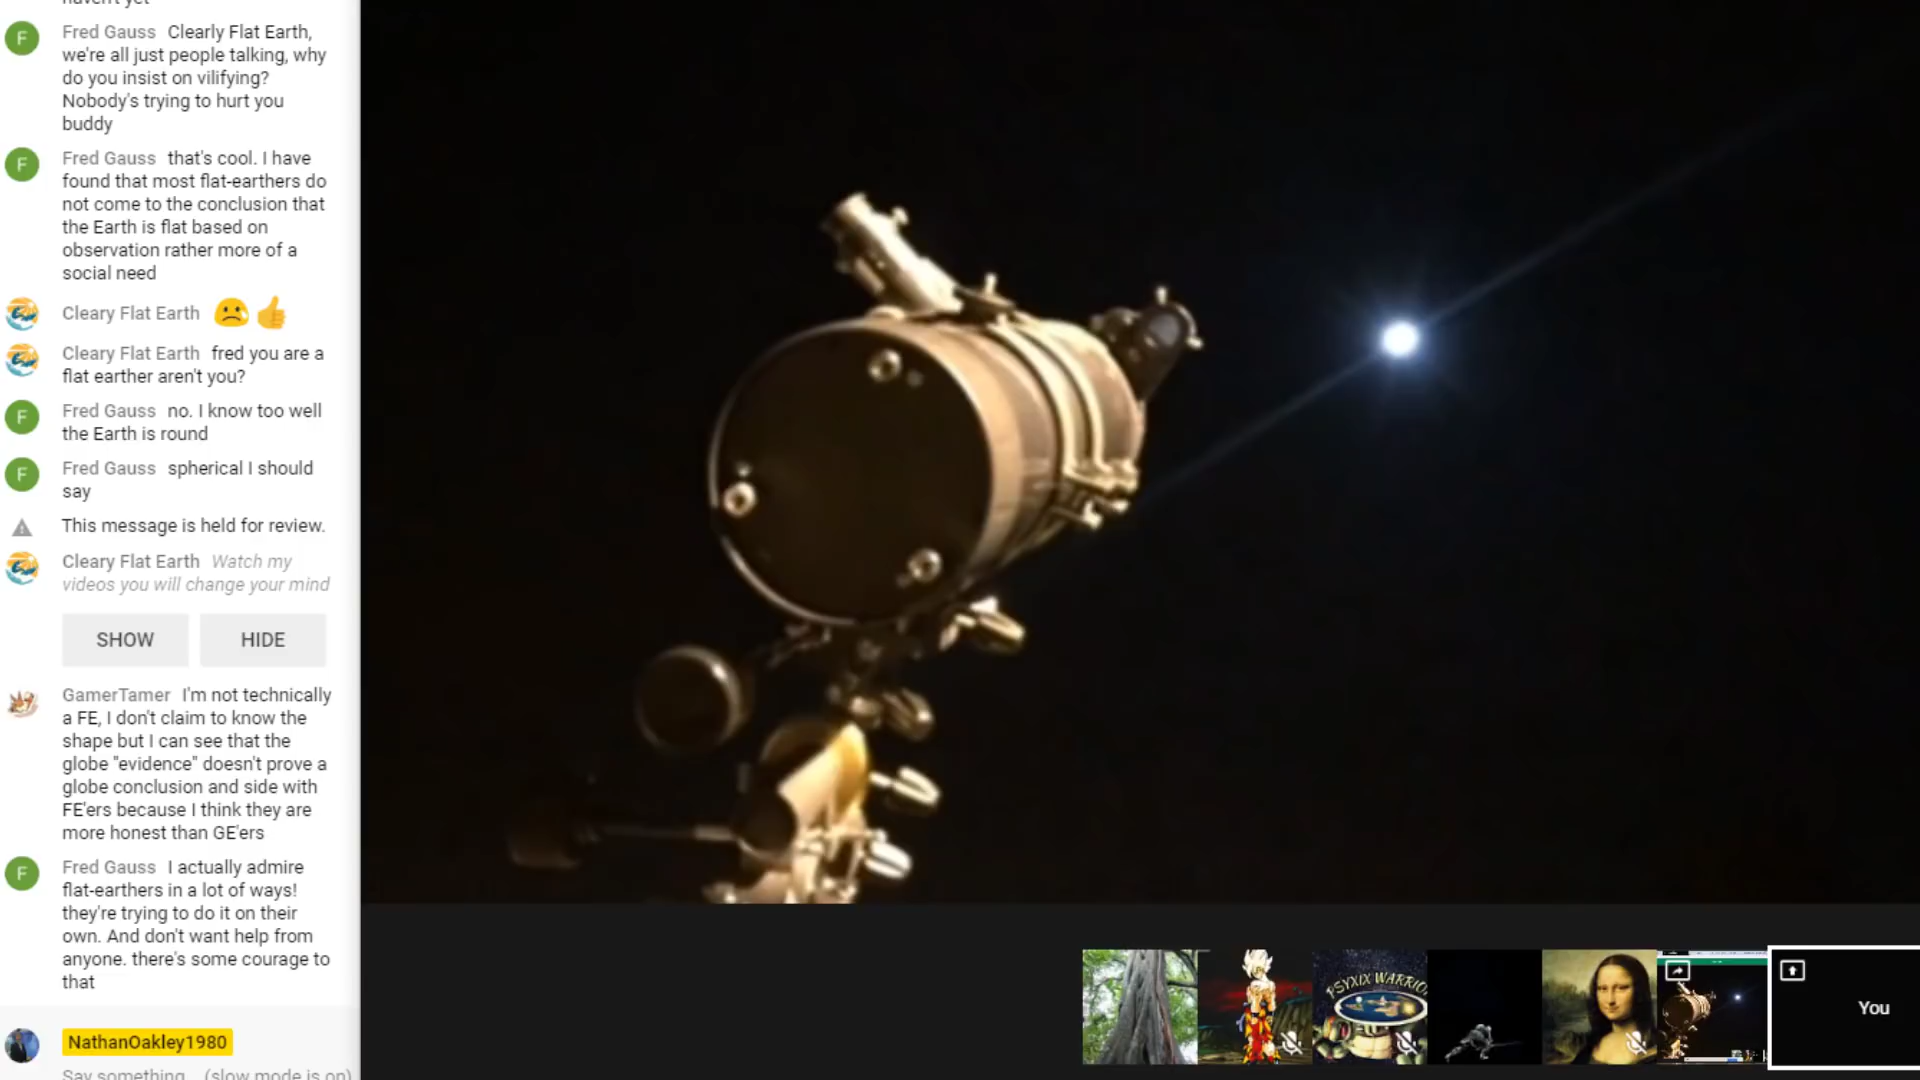 haven't yet
Fred Gauss Clearly Flat Earth,
we're all just people talking, why
do you insist on vilifying?
Nobody's trying to hurt you
buddy
Fred Gauss that's cool. I have
found that most flat-earthers do
not come to the conclusion that
the Earth is flat based on
observation rather more of a
social need
Cleary Flat Earth
Cleary Flat Earth fred you are a
flat earther aren't you?
Fred Gauss no. I know too well
the Earth is round
Fred Gauss spherical I should
say
This message is held for review.
Cleary Flat Earth Watch my
videos you will change your mind
SHOW HIDE
GamerTamer I'm not technically
a FE, I don't claim to know the
shape but I can see that the
globe "evidence" doesn't prove a
globe conclusion and side with
FE'ers because I think they are
more honest than GE'ers
Fred Gauss I actually admire
flat-earthers in a lot of ways!
they're trying to do it on their
own. And don't want help from
anyone. there's some courage to
that
NathanOakley1980
Say something... (slow mode is on)
F
F
F
F
F
PSYXIX WARRIO
You